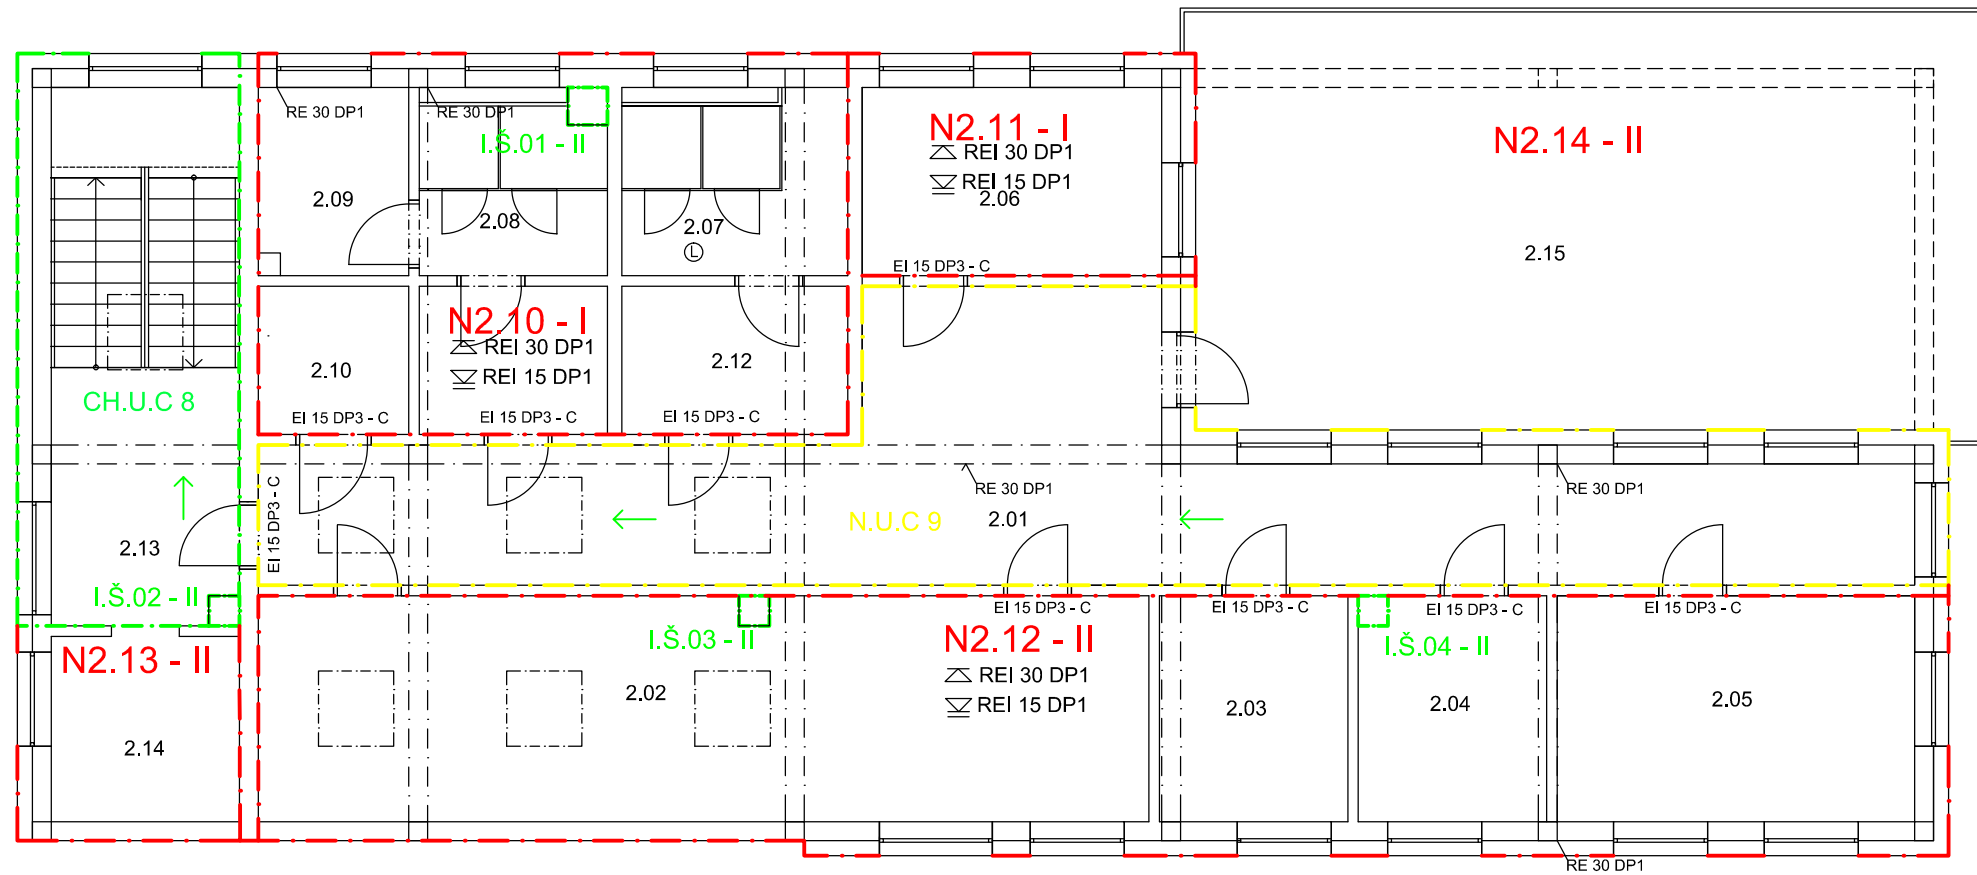 RE 30 DP1
RE 30 DP1
I.Š.01 - II
N2.11 - I
REI 30 DP1
REI 15 DP1
2.06
N2.14 - II
2.09
2.08
2.07
L
2.15
EI 15 DP3 - C
N2.10 - I
REI 30 DP1
REI 15 DP1
2.10
2.12
CH.U.C 8
EI 15 DP3 - C
EI 15 DP3 - C
EI 15 DP3 - C
EI 15 DP3 - C
RE 30 DP1
RE 30 DP1
N.U.C 9
2.01
2.13
I.Š.02 - II
EI 15 DP3 - C
EI 15 DP3 - C
EI 15 DP3 - C
EI 15 DP3 - C
N2.13 - II
I.Š.03 - II
N2.12 - II
REI 30 DP1
REI 15 DP1
I.Š.04 - II
2.02
2.03
2.04
2.05
2.14
RE 30 DP1